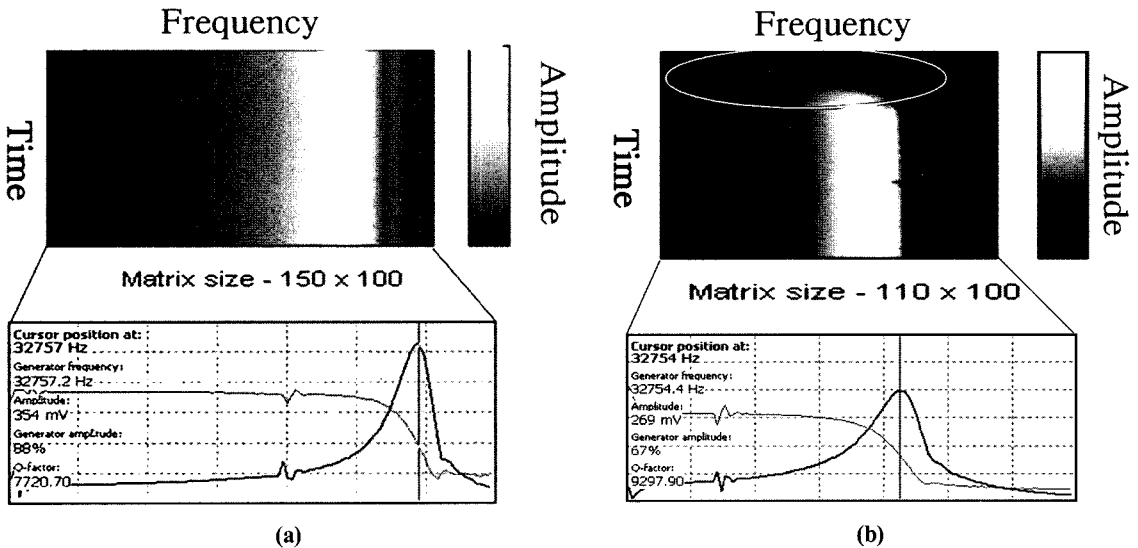 Frequency
Time
Amplitude
Matrix size - 150 x 100
Cursor position at:
32757 Hz
Generator frequency:
32757.2 Hz
Amplitude:
354 mV
Generator amplitude:
88%
Q-factor:
7720.70
(a)
Frequency
Time
Amplitude
Matrix size - 110 x 100
Cursor position at:
32754 Hz
Generator frequency:
32754.4 Hz
Amplitude:
269 mV
Generator amplitude:
67%
Q-factor:
9297.90
(b)